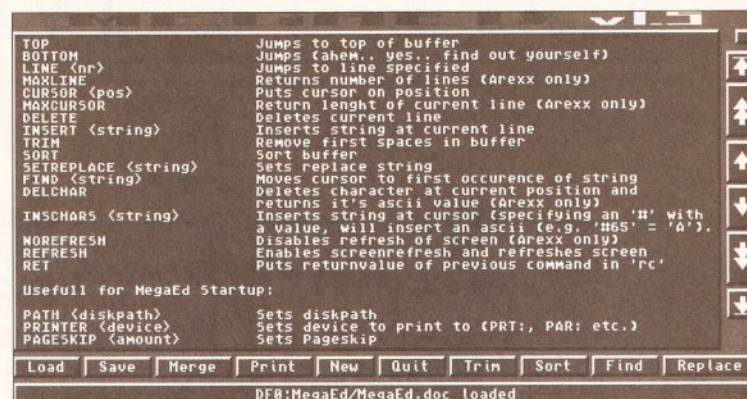 TOP Jumps to top of buffer
BOTTOM Jumps (ahem.. yes.. find out yourself)
LINE <nr> Jumps to line specified
MAXLINE Returns number of lines (Arexx only)
CURSOR <pos> Puts cursor on position
MAXCURSOR Return lenght of current line (Arexx only)
DELETE Deletes current line
INSERT <string> Inserts string at current line
TRIM Remove first spaces in buffer
SORT Sort buffer
SETREPLACE <string> Sets replace string
FIND <string> Moves cursor to first occurence of string
DELCHAR Deletes character at current position and
returns it's ascii value (Arexx only)
INSCHARS <string> Inserts string at cursor (specifying an '#' with
a value, will insert an ascii (e.g. '#65' = 'A').
NOREFRESH Disables refresh of screen (Arexx only)
REFRESH Enables screenrefresh and refreshes screen
RET Puts returnvalue of previous command in 'rc'
Usefull for MegaEd Startup:
PATH <diskpath> Sets diskpath
PRINTER <device> Sets device to print to (PRT:, PAR: etc.)
PAGESKIP <amount> Sets Pageskip
Load Save Merge Print New Quit Trim Sort Find Replace
DF0:MegaEd/MegaEd.doc loaded